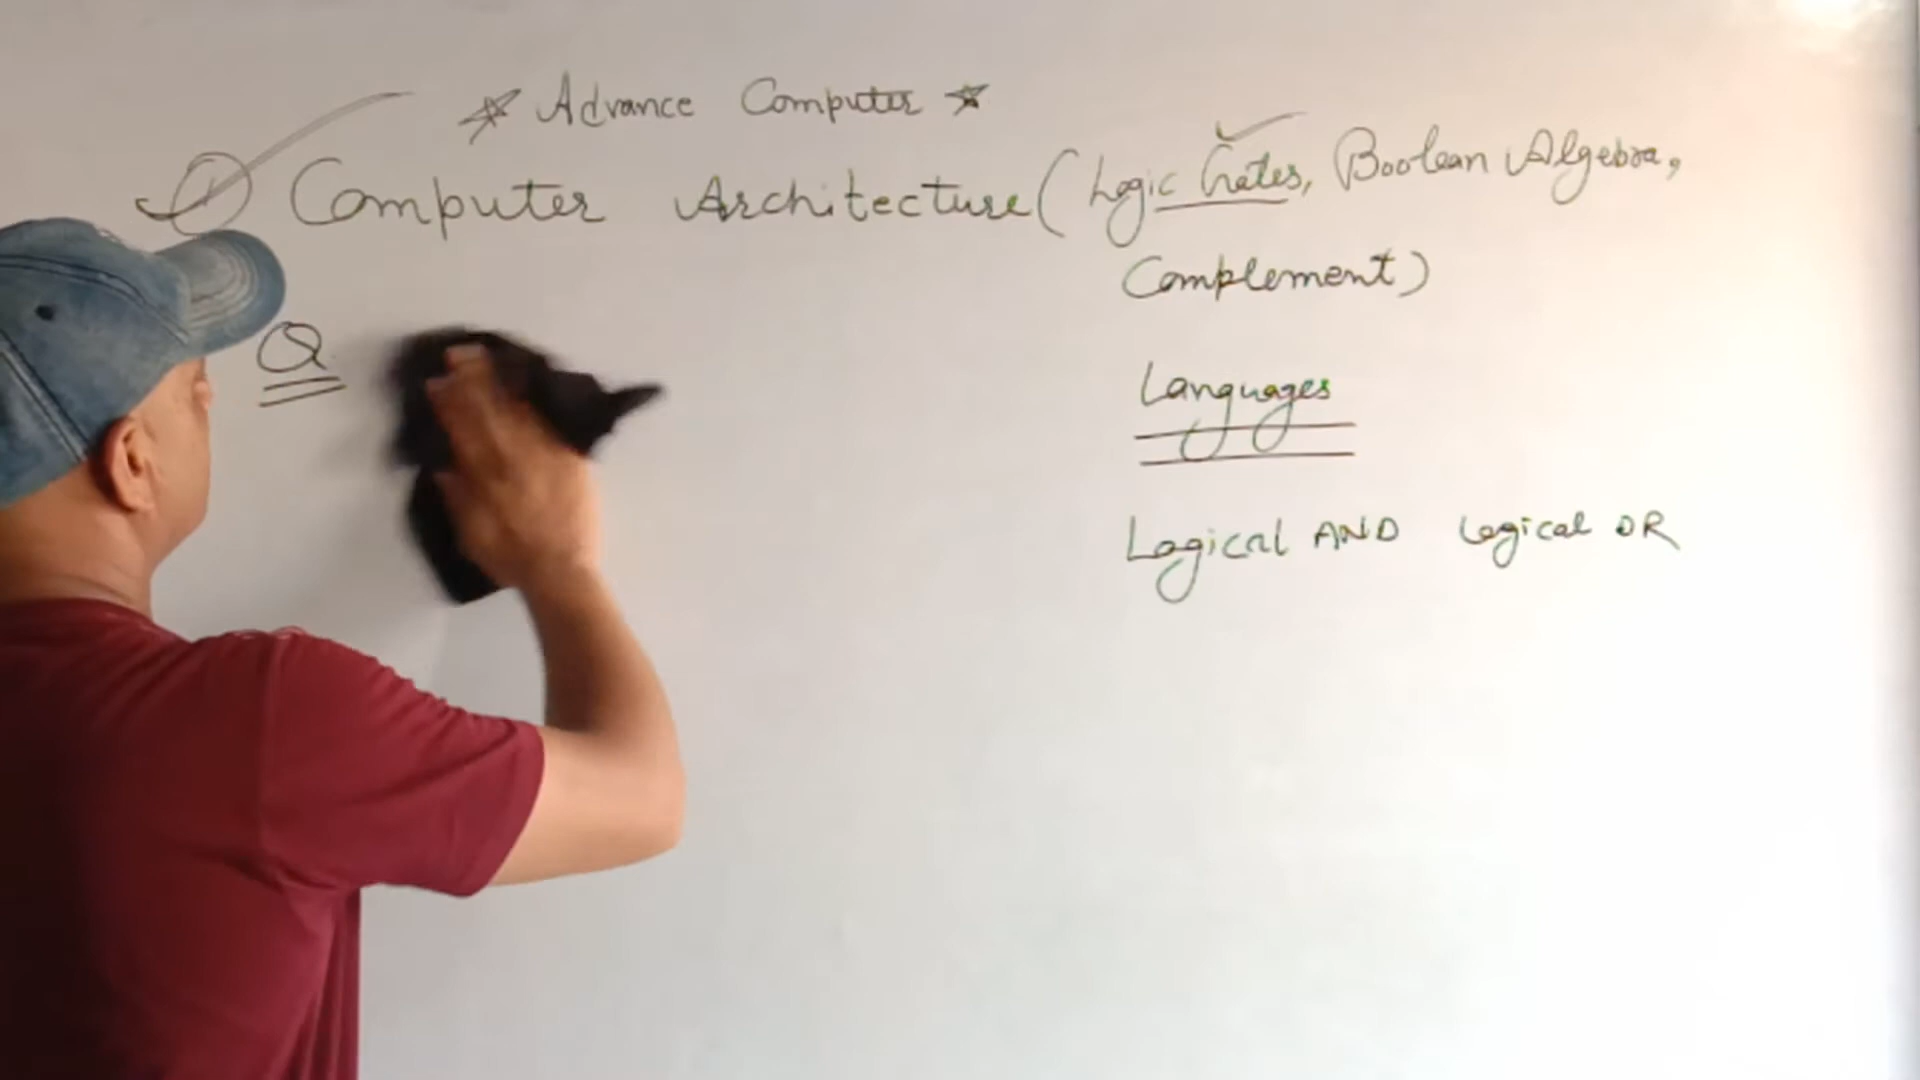 ☆ Advance Computer ☆
① Computer Architecture (Logic Gates, Boolean Algebra,
Complement)
Q
Languages
Logical AND Logical OR